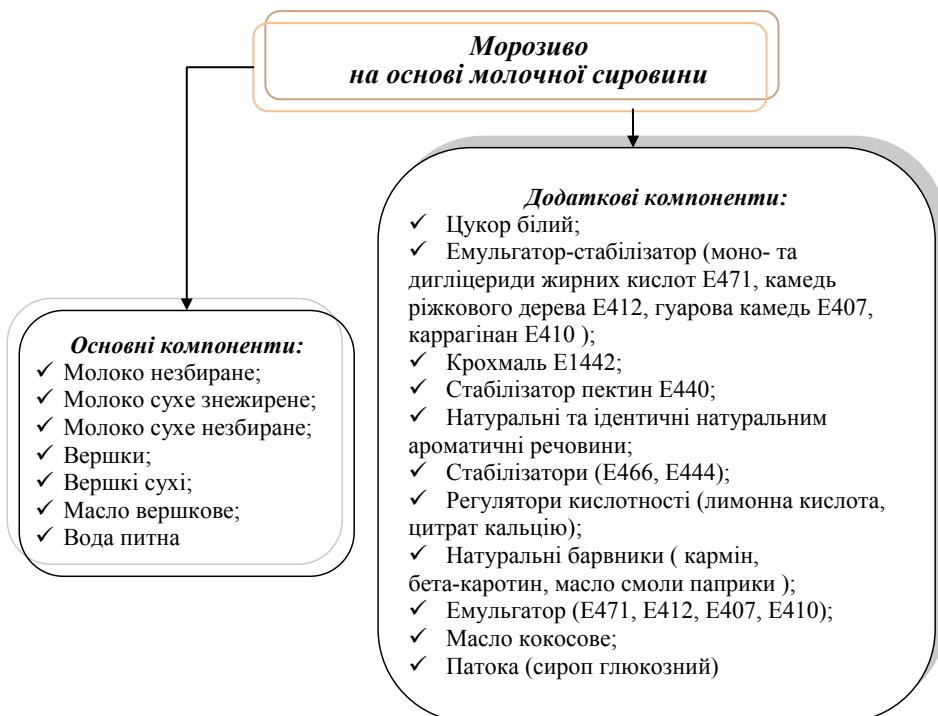 Морозиво
на основі молочної сировини
Основні компоненти:
✓ Молоко незбиране;
✓ Молоко сухе знежирене;
✓ Молоко сухе незбиране;
✓ Вершки;
✓ Вершкі сухі;
✓ Масло вершкове;
✓ Вода питна
Додаткові компоненти:
✓ Цукор білий;
✓ Емульгатор-стабілізатор (моно- та
дигліцериди жирних кислот Е471, камедь
ріжкового дерева Е412, гуарова камедь Е407,
каррагінан Е410 );
✓ Крохмаль Е1442;
✓ Стабілізатор пектин Е440;
✓ Натуральні та ідентичні натуральним
ароматичні речовини;
✓ Стабілізатори (Е466, Е444);
✓ Регулятори кислотності (лимонна кислота,
цитрат кальцію);
✓ Натуральні барвники ( кармін,
бета-каротин, масло смоли паприки );
✓ Емульгатор (Е471, Е412, Е407, Е410);
✓ Масло кокосове;
✓ Патока (сироп глюкозний)